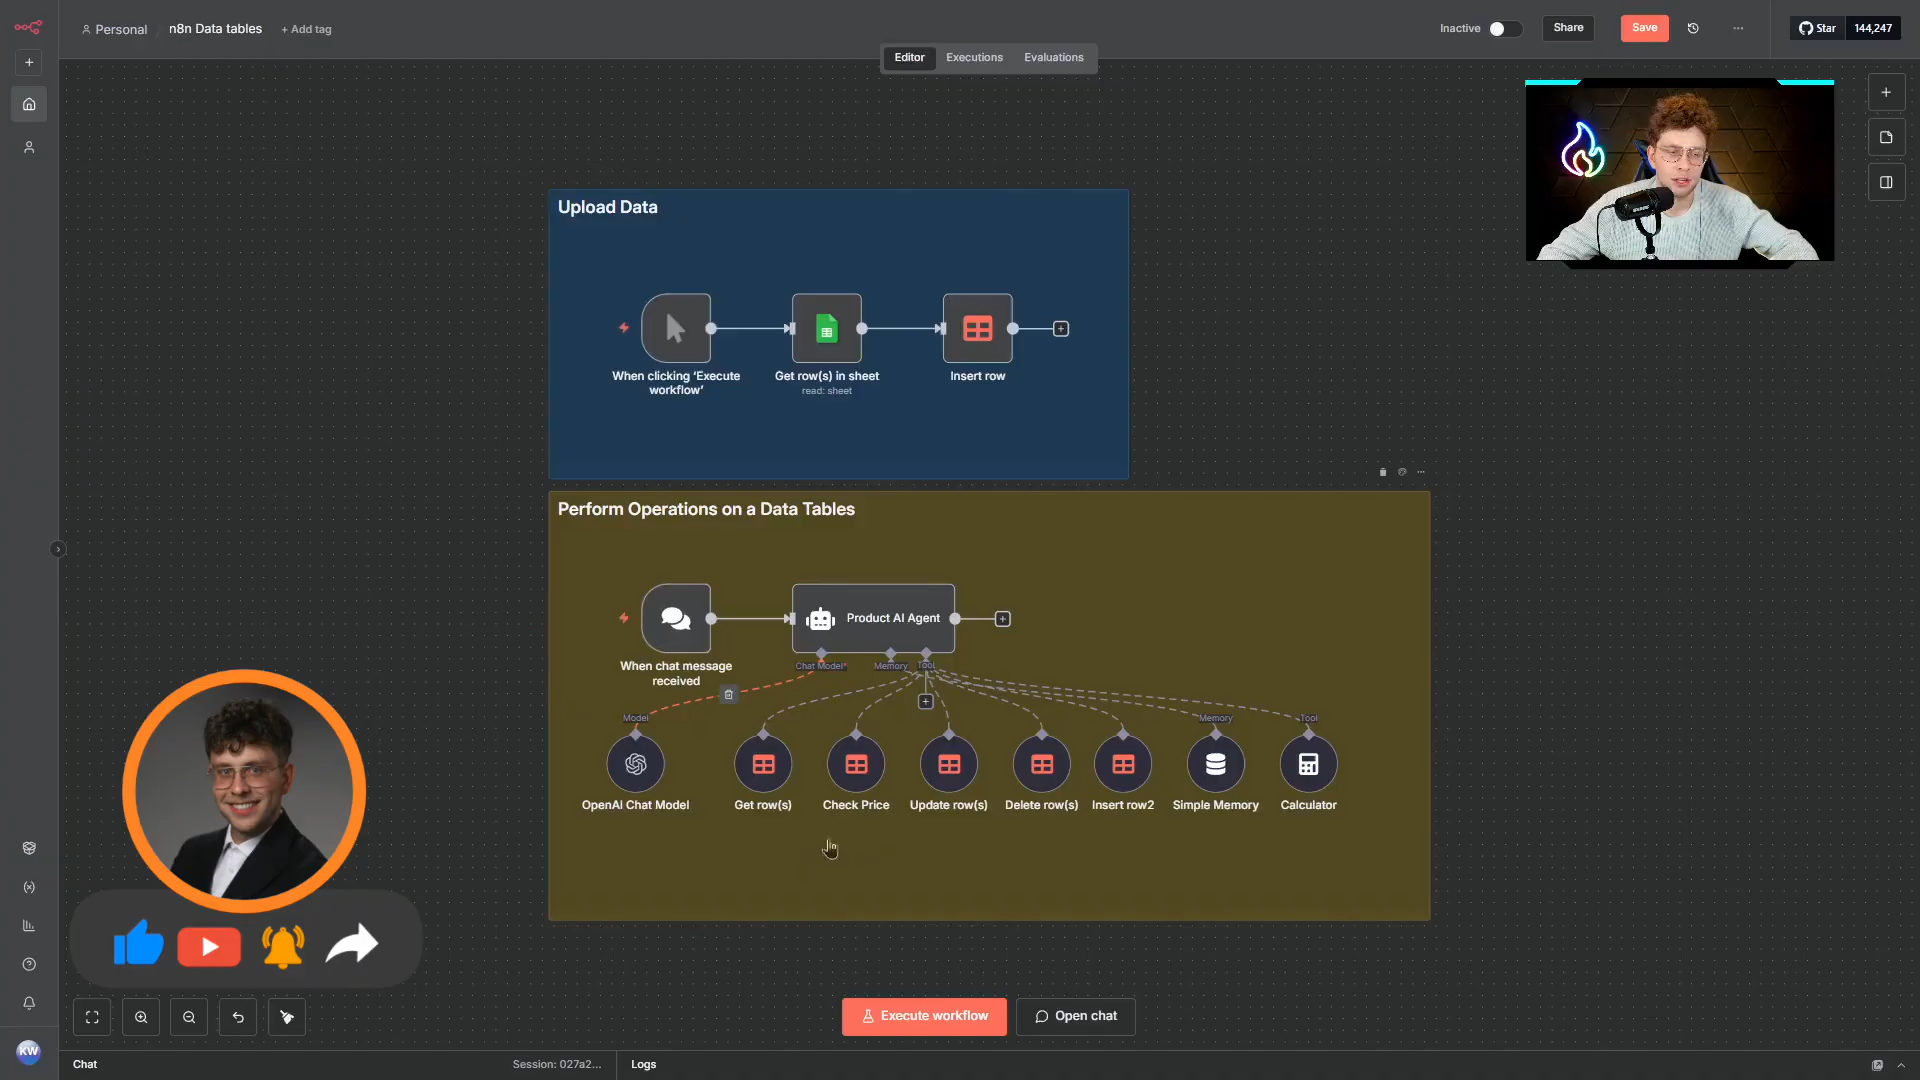 Personal
n8n Data tables
+ Add tag
Inactive
Share
Save
Star
144,247
Editor
Executions
Evaluations
Upload Data
When clicking ‘Execute
workflow’
Get row(s) in sheet
read: sheet
Insert row
Perform Operations on a Data Tables
Product AI Agent
When chat message
received
Chat Model*
Memory
Tool
Model
Memory
Tool
OpenAI Chat Model
Get row(s)
Check Price
Update row(s)
Delete row(s)
Insert row2
Simple Memory
Calculator
Execute workflow
Open chat
KW
Chat
Session: 027a2...
Logs